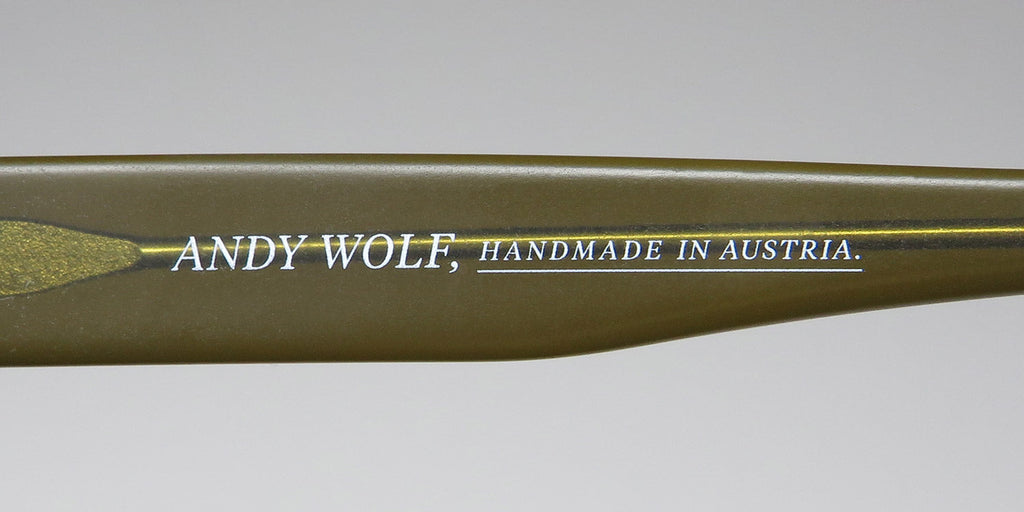 ANDY WOLF, HANDMADE IN AUSTRIA.